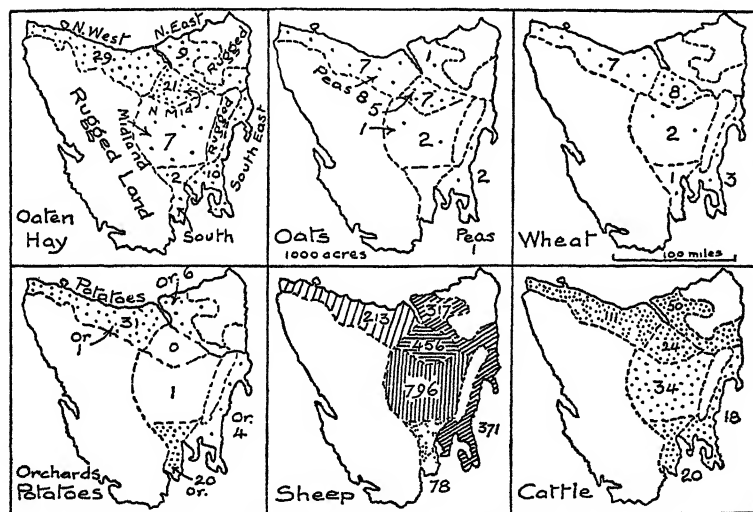 N. West
N. East
29
9
Rugged
21
N Mid
Midland
Rugged Land
7
Rugged
South East
2
10
South
Oaten
Hay
7
1
Peas 8
5
7
1
2
2
Oats
1000 acres
Peas
1
7
8
2
1
3
Wheat
100 miles
Potatoes
Or 6
31
Or
1
0
1
Or.
4
20
Or.
Orchards
Potatoes
213
317
456
796
371
78
Sheep
111
50
24
34
18
20
Cattle